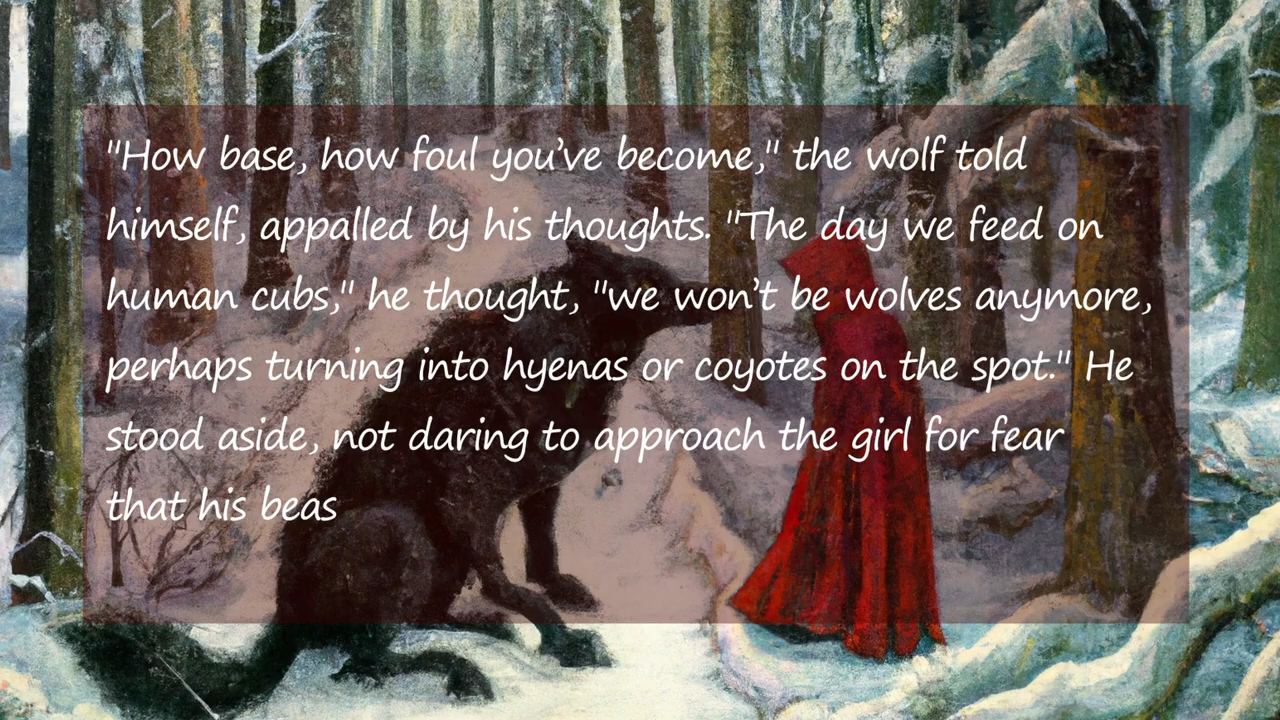 "How base, how foul you’ve become," the wolf told
himself, appalled by his thoughts. "The day we feed on
human cubs," he thought, "we won’t be wolves anymore,
perhaps turning into hyenas or coyotes on the spot." He
stood aside, not daring to approach the girl for fear
that his beas